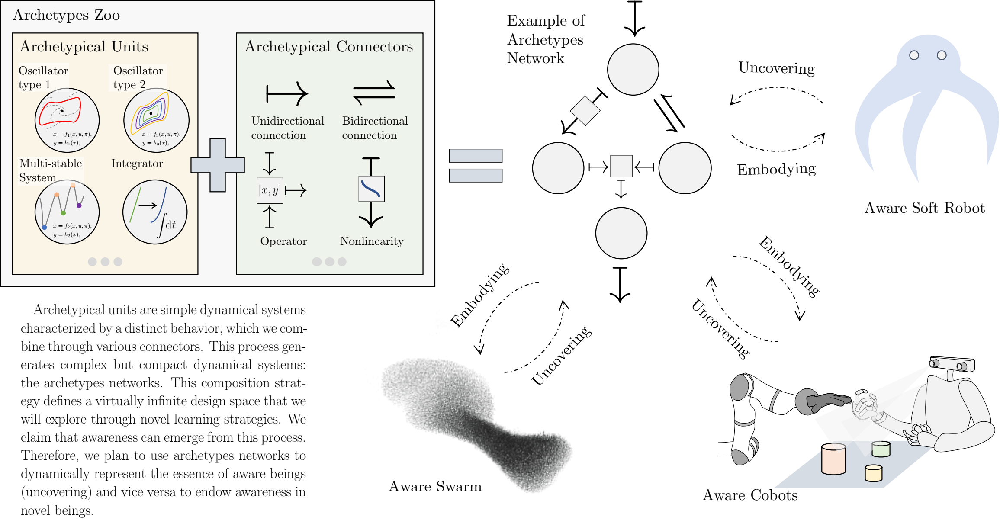 Archetypes Zoo
Archetypical Units
Oscillator
type 1
ẋ = f₁(x, u, π),
y = h₁(x),
Oscillator
type 2
ẋ = f₃(x, u, π),
y = h₃(x),
Multi-stable
System
ẋ = f₂(x, u, π),
y = h₂(x),
Integrator
∫dt
Archetypical Connectors
Unidirectional
connection
Bidirectional
connection
[x, y]
Operator
Nonlinearity
Example of
Archetypes
Network
Uncovering
Embodying
Aware Soft Robot
Embodying
Uncovering
Aware Swarm
Embodying
Uncovering
Aware Cobots
Archetypical units are simple dynamical systems
characterized by a distinct behavior, which we com-
bine through various connectors. This process gen-
erates complex but compact dynamical systems:
the archetypes networks. This composition strat-
egy defines a virtually infinite design space that we
will explore through novel learning strategies. We
claim that awareness can emerge from this process.
Therefore, we plan to use archetypes networks to
dynamically represent the essence of aware beings
(uncovering) and vice versa to endow awareness in
novel beings.